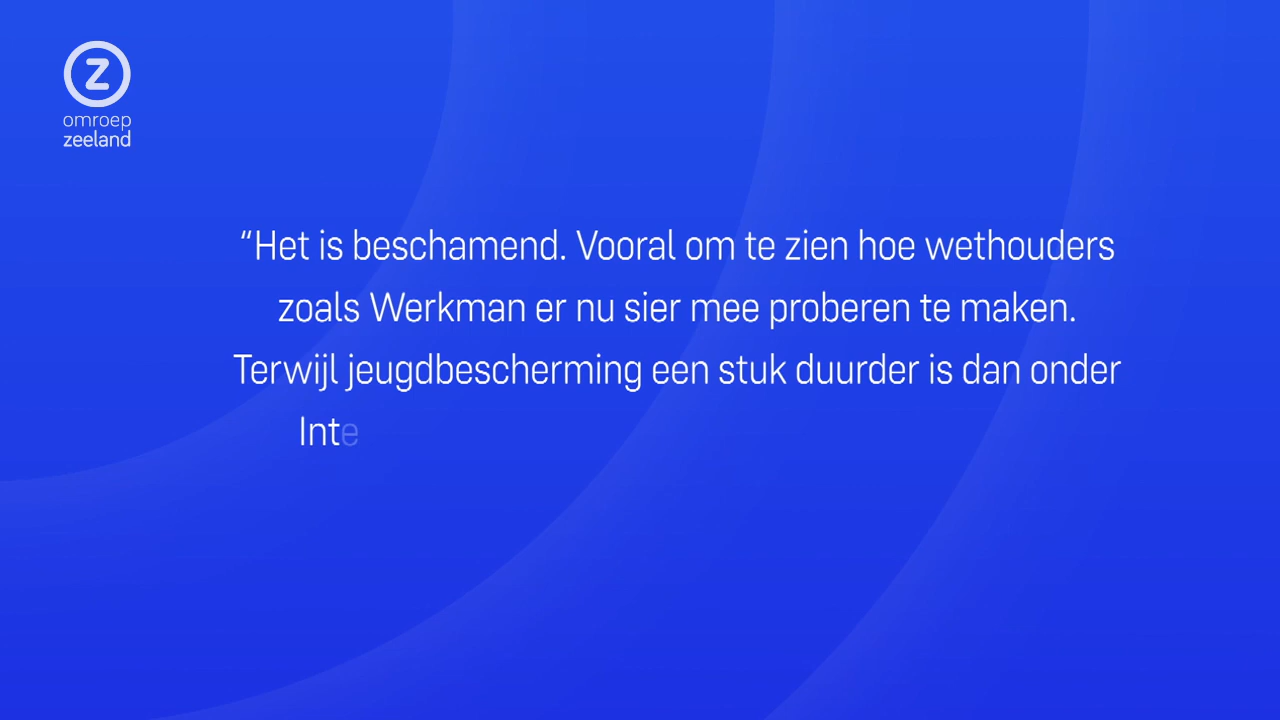 Z
omroep
zeeland
“Het is beschamend. Vooral om te zien hoe wethouders
zoals Werkman er nu sier mee proberen te maken.
Terwijl jeugdbescherming een stuk duurder is dan onder
Inte